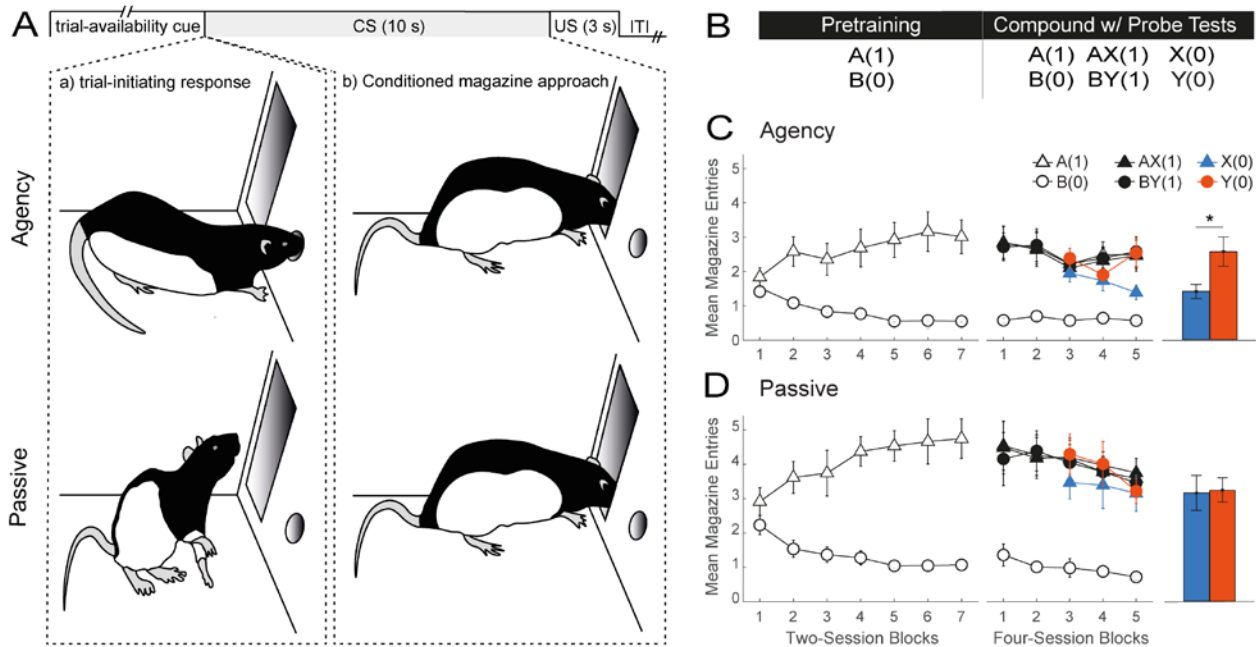 A
trial-availability cue
CS (10 s)
US (3 s)
ITI
a) trial-initiating response
b) Conditioned magazine approach
Agency
Passive
B
Pretraining
Compound w/ Probe Tests
A(1)
A(1) AX(1) X(0)
B(0)
B(0) BY(1) Y(0)
C Agency
Mean Magazine Entries
5
4
3
2
1
0
A(1)
B(0)
AX(1)
BY(1)
X(0)
Y(0)
*
1 2 3 4 5 6 7
1 2 3 4 5
D Passive
Mean Magazine Entries
5
4
3
2
1
0
1 2 3 4 5 6 7
1 2 3 4 5
Two-Session Blocks
Four-Session Blocks